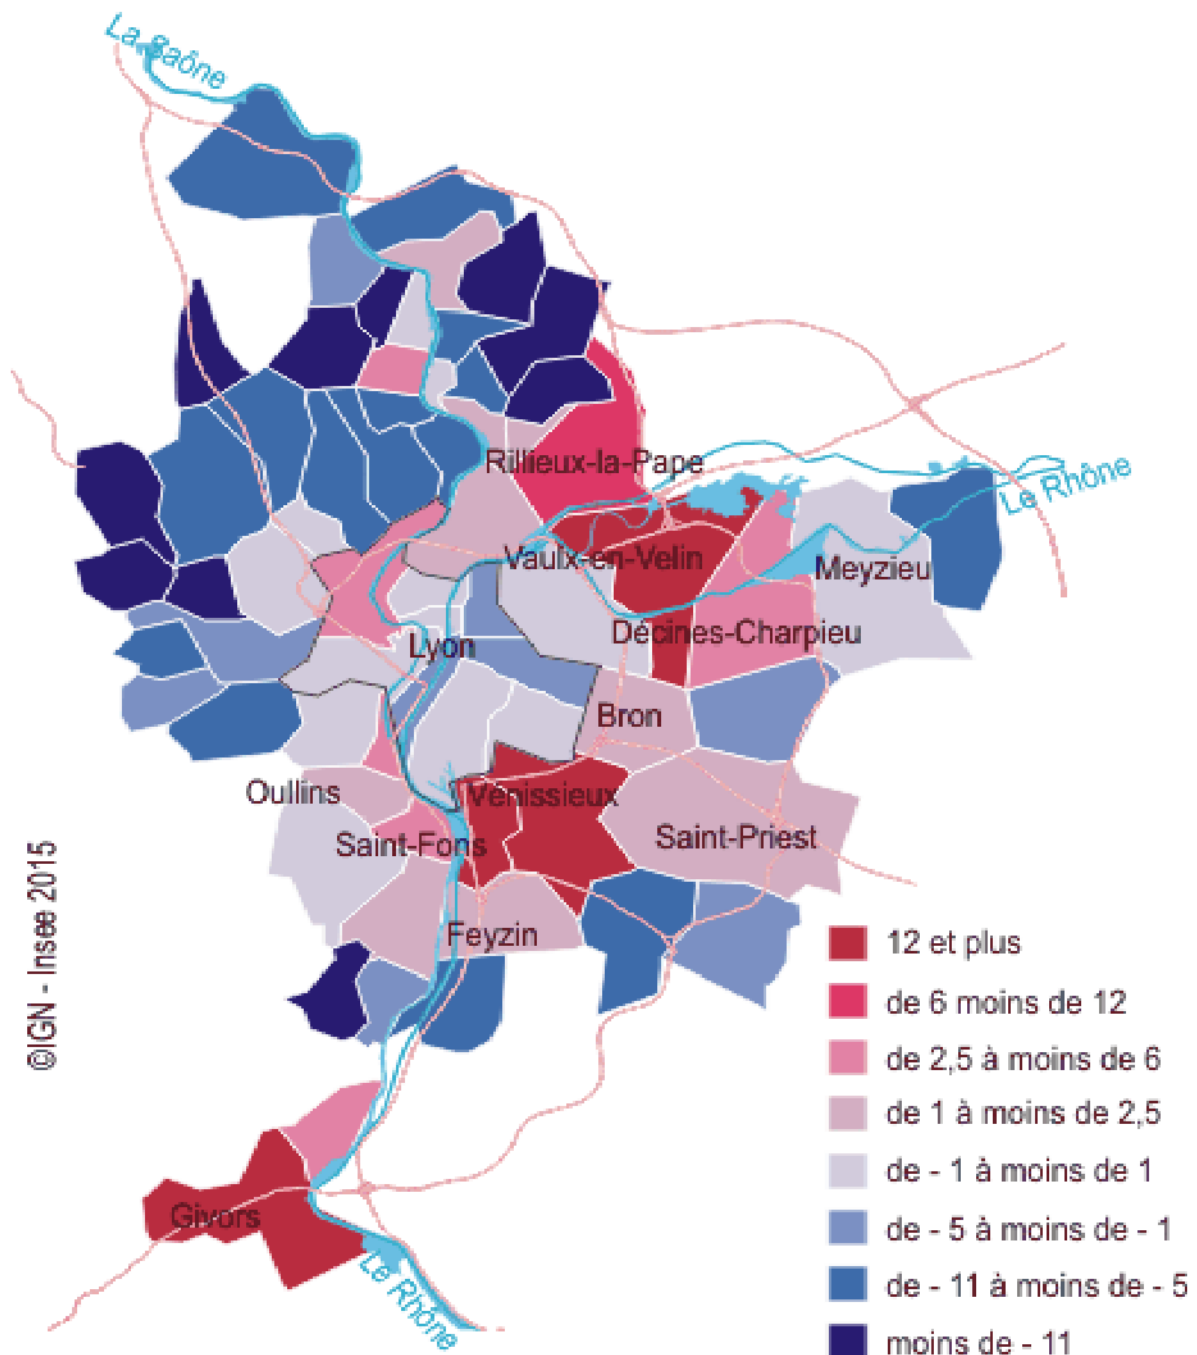 La Saône
Rillieux-la-Pape
Le Rhône
Vaulx-en-Velin
Meyzieu
Décines-Charpieu
Lyon
Bron
Oullins
Vénissieux
Saint-Fons
Saint-Priest
Feyzin
©IGN - Insee 2015
12 et plus
de 6 moins de 12
de 2,5 à moins de 6
de 1 à moins de 2,5
de - 1 à moins de 1
de - 5 à moins de - 1
de - 11 à moins de - 5
moins de - 11
Givors
Le Rhône